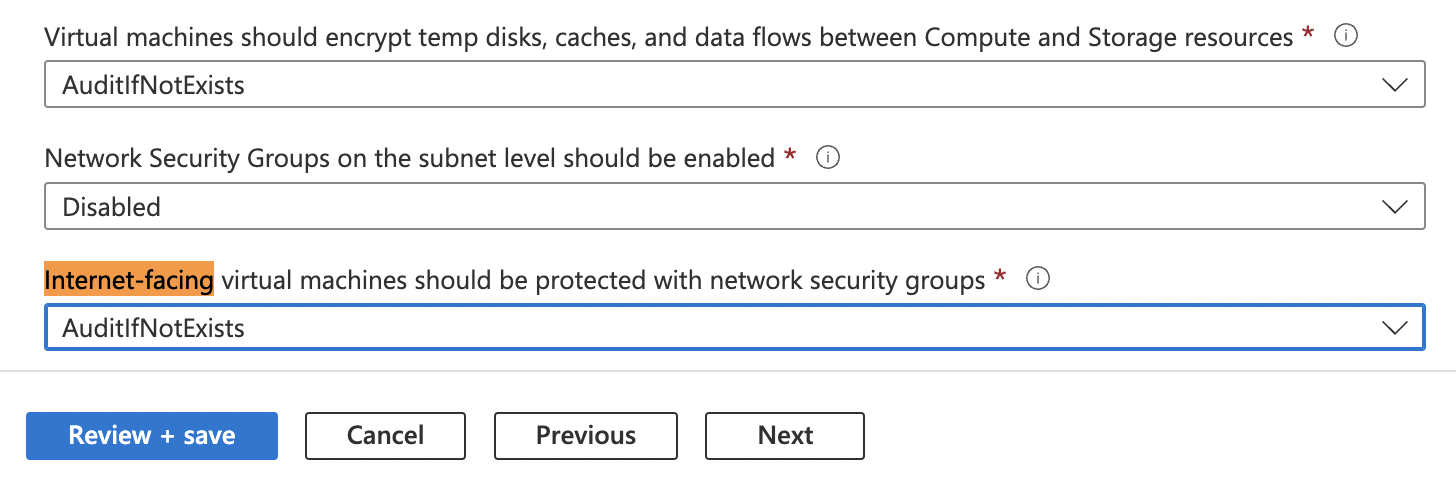 Virtual machines should encrypt temp disks, caches, and data flows between Compute and Storage resources *
AuditIfNotExists
Network Security Groups on the subnet level should be enabled *
Disabled
Internet-facing virtual machines should be protected with network security groups *
AuditIfNotExists
Review + save Cancel Previous Next